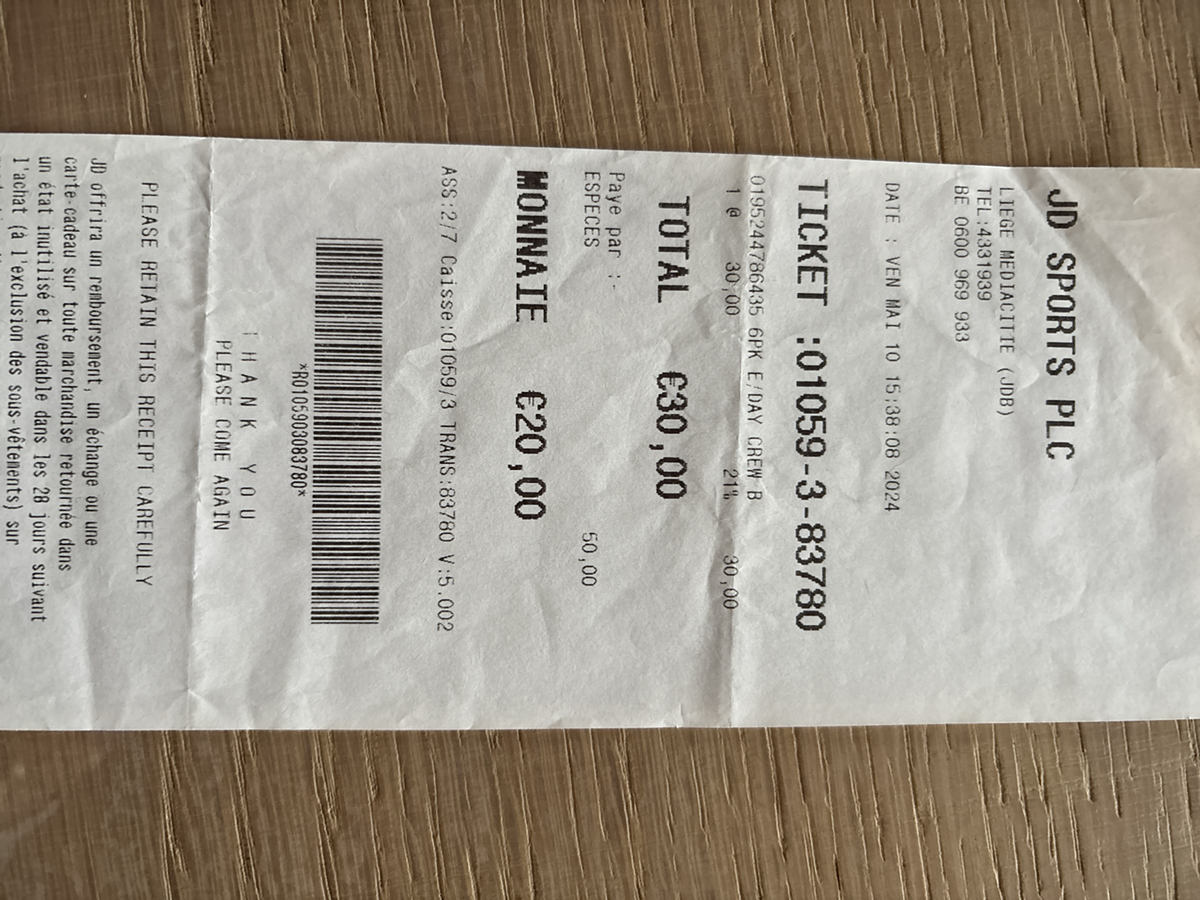 JD SPORTS PLC
LIEGE MEDIACITTE (JDB)
TEL:4331939
BE 0600 969 933
DATE : VEN MAI 10 15:38:08 2024
TICKET :01059-3-83780
0195244786435 6PK E/DAY CREW B
1 @ 30,00 21% 30,00
TOTAL €30,00
Paye par :
ESPECES 50,00
MONNAIE €20,00
ASS:2/7 Caisse:01059/3 TRANS:83780 V:5.002
*R0105903083780*
T H A N K Y O U
PLEASE COME AGAIN
PLEASE RETAIN THIS RECEIPT CAREFULLY
JD offrira un remboursement, un échange ou une
carte-cadeau sur toute marchandise retournée dans
un état inutilisé et vendable dans les 28 jours suivant
l'achat (à l'exclusion des sous-vêtements) sur